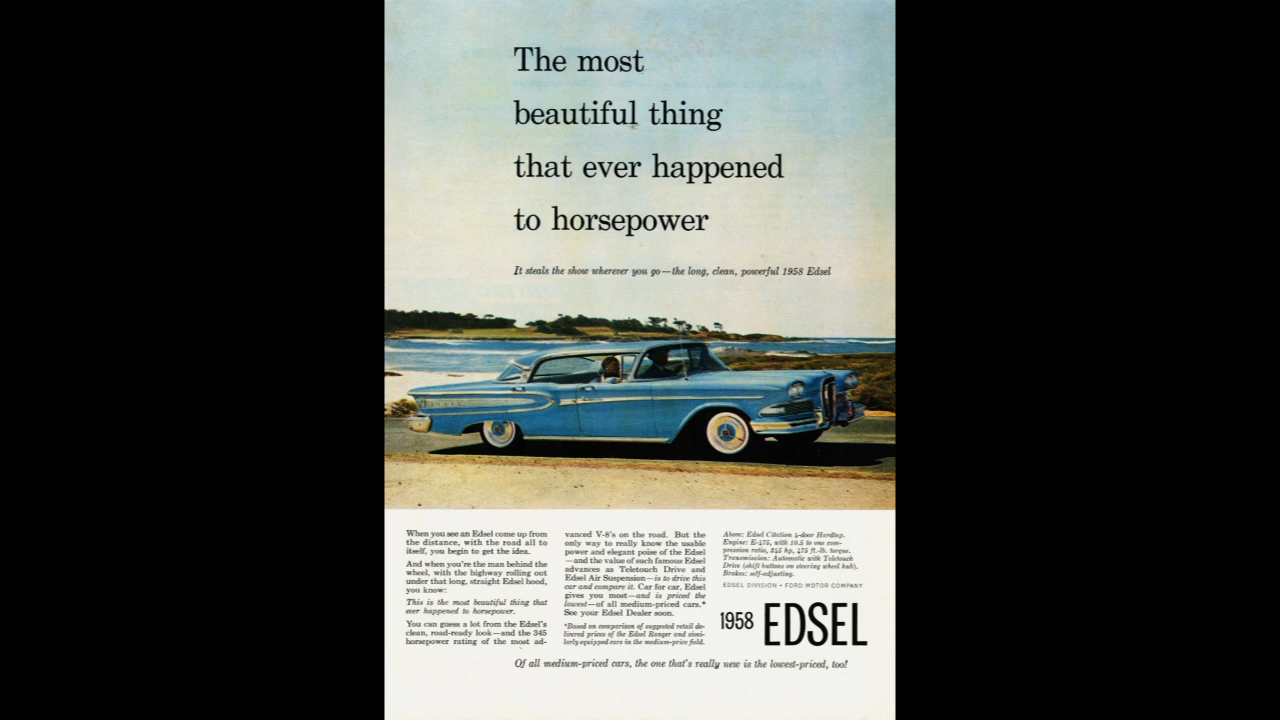 The most
beautiful thing
that ever happened
to horsepower
It steals the show wherever you go—the long, clean, powerful 1958 Edsel
When you see an Edsel come up from
the distance, with the road all to
itself, you begin to get the idea.
And when you're the man behind the
wheel, with the highway rolling out
under that long, straight Edsel hood,
you know:
This is the most beautiful thing that
ever happened to horsepower.
You can guess a lot from the Edsel's
clean, road-ready look—and the 345
horsepower rating of the most ad-
vanced V-8's on the road. But the
only way to really know the usable
power and elegant poise of the Edsel
—and the value of such famous Edsel
advances as Teletouch Drive and
Edsel Air Suspension—is to drive this
car and compare it. Car for car, Edsel
gives you most—and is priced the
lowest—of all medium-priced cars.*
See your Edsel Dealer soon.
*Based on comparison of suggested retail de-
livered prices of the Edsel Ranger and simi-
larly equipped cars in the medium-price field.
Above: Edsel Citation 4-door Hardtop.
Engine: E-475, with 10.5 to one com-
pression ratio, 345 hp, 475 ft.-lb. torque.
Transmission: Automatic with Teletouch
Drive (shift buttons on steering wheel hub).
Brakes: self-adjusting.
EDSEL DIVISION • FORD MOTOR COMPANY
1958 EDSEL
Of all medium-priced cars, the one that's really new is the lowest-priced, too!